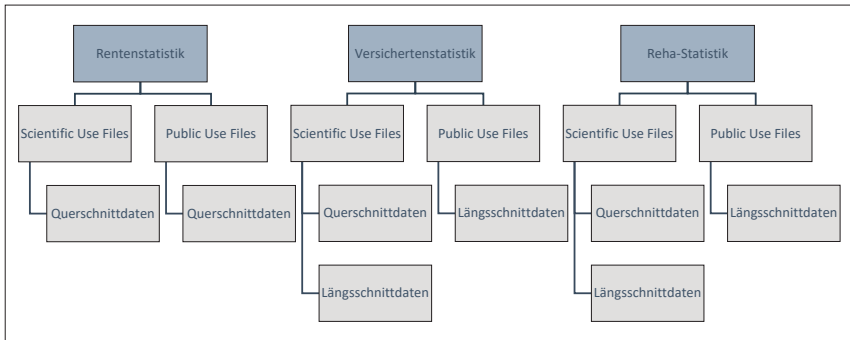 Rentenstatistik
Versichertenstatistik
Reha-Statistik
Scientific Use Files
Public Use Files
Scientific Use Files
Public Use Files
Scientific Use Files
Public Use Files
Querschnittdaten
Querschnittdaten
Querschnittdaten
Längsschnittdaten
Querschnittdaten
Längsschnittdaten
Längsschnittdaten
Längsschnittdaten